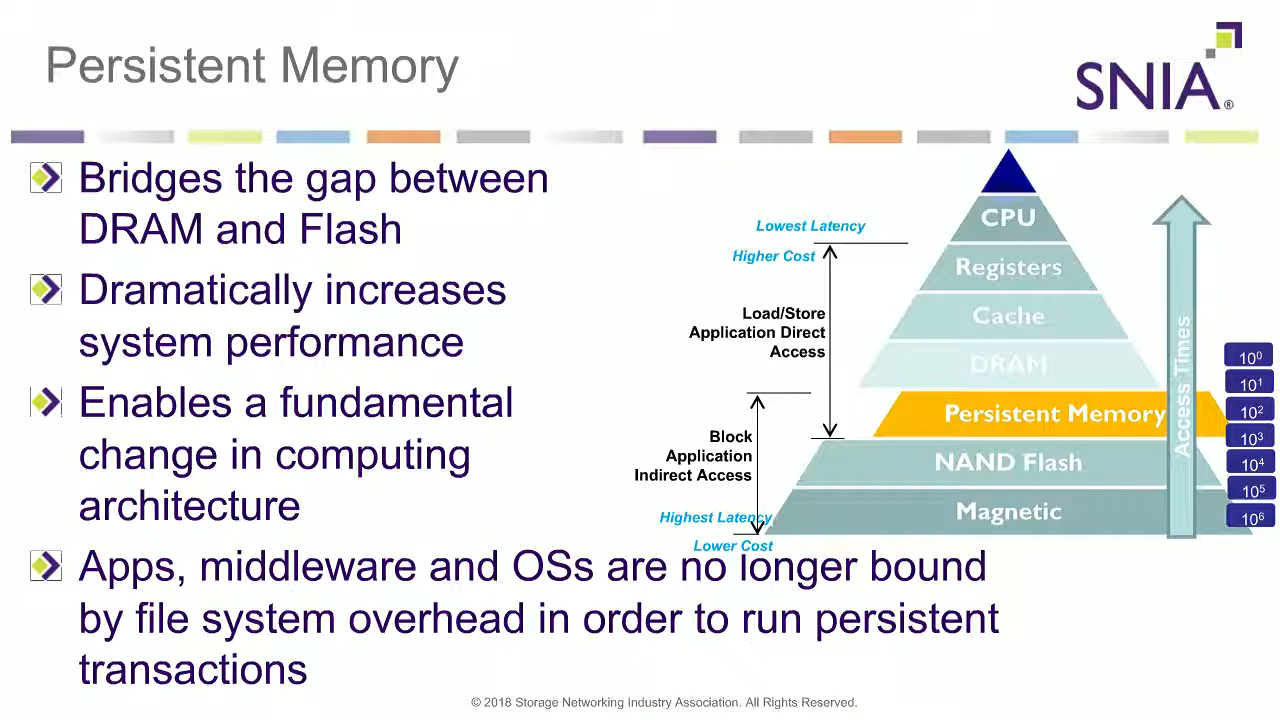 Persistent Memory
SNIA®
Bridges the gap between
DRAM and Flash
Dramatically increases
system performance
Enables a fundamental
change in computing
architecture
Apps, middleware and OSs are no longer bound
by file system overhead in order to run persistent
transactions
Lowest Latency
Higher Cost
Load/Store
Application Direct
Access
Block
Application
Indirect Access
Highest Latency
Lower Cost
CPU
Registers
Cache
DRAM
Persistent Memory
NAND Flash
Magnetic
Access Times
10⁰
10¹
10²
10³
10⁴
10⁵
10⁶
© 2018 Storage Networking Industry Association. All Rights Reserved.